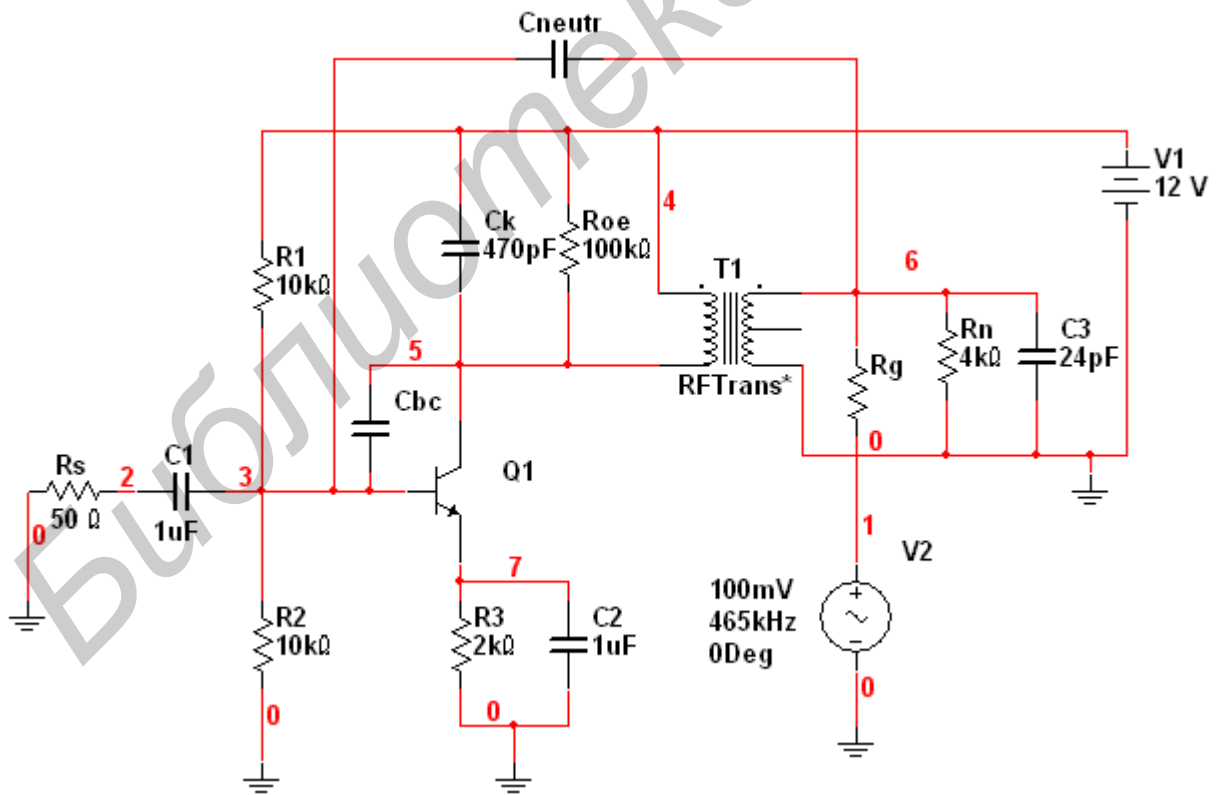 Cneutr
V1
12 V
4
Ck
470pF
Roe
100kΩ
R1
10kΩ
T1
6
Rn
4kΩ
C3
24pF
5
RFTrans*
Rg
Cbc
0
Rs
50 Ω
2
C1
1uF
3
Q1
0
1
V2
7
100mV
465kHz
0Deg
R2
10kΩ
R3
2kΩ
C2
1uF
0
0
0
Библиотека